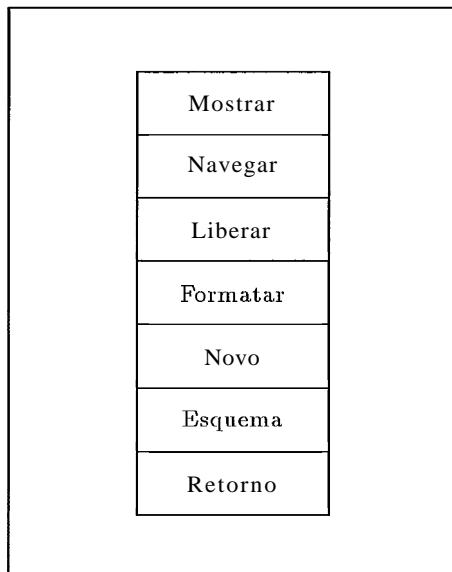 Mostrar
Navegar
Liberar
Formatar
Novo
Esquema
Retorno